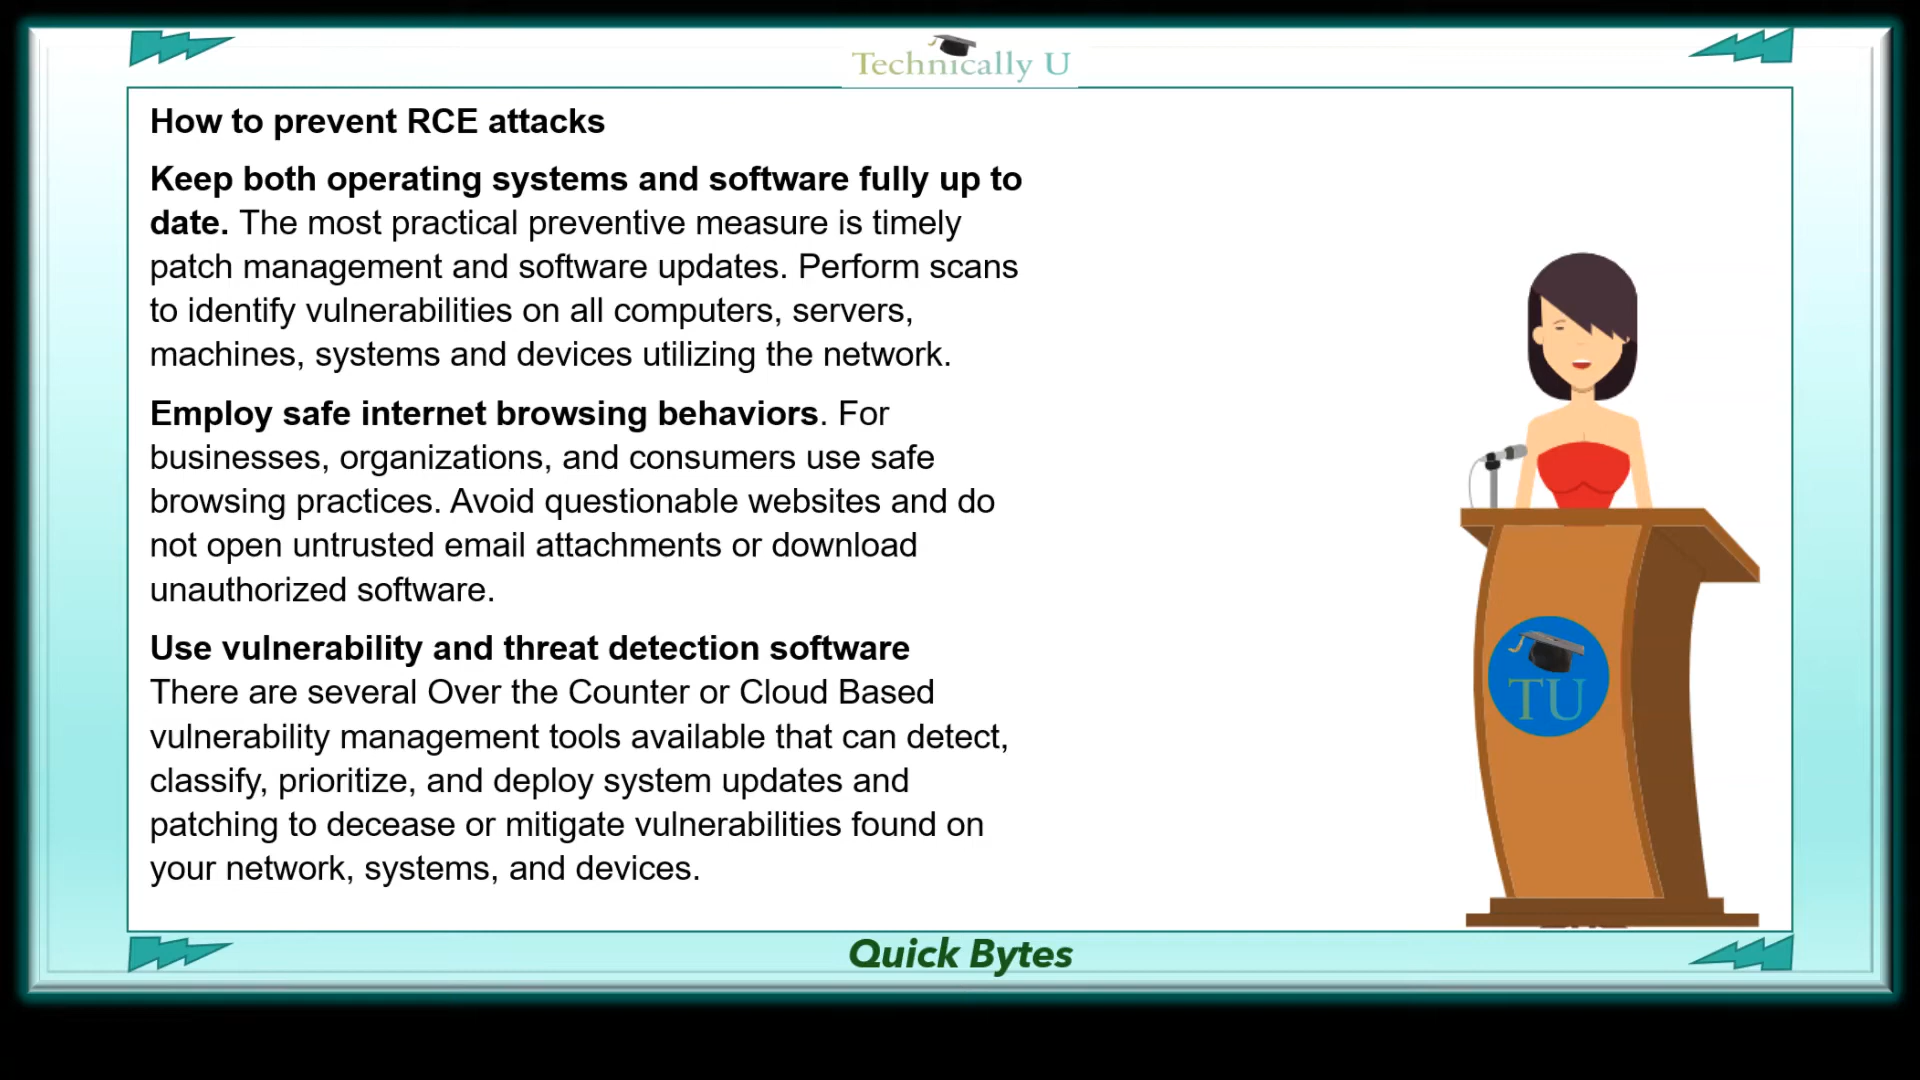 Technically U
How to prevent RCE attacks
Keep both operating systems and software fully up to
date. The most practical preventive measure is timely
patch management and software updates. Perform scans
to identify vulnerabilities on all computers, servers,
machines, systems and devices utilizing the network.
Employ safe internet browsing behaviors. For
businesses, organizations, and consumers use safe
browsing practices. Avoid questionable websites and do
not open untrusted email attachments or download
unauthorized software.
Use vulnerability and threat detection software
There are several Over the Counter or Cloud Based
vulnerability management tools available that can detect,
classify, prioritize, and deploy system updates and
patching to decease or mitigate vulnerabilities found on
your network, systems, and devices.
TU
Quick Bytes